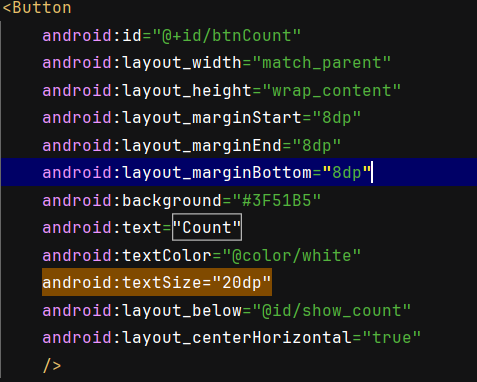 <Button
android:id="@+id/btnCount"
android:layout_width="match_parent"
android:layout_height="wrap_content"
android:layout_marginStart="8dp"
android:layout_marginEnd="8dp"
android:layout_marginBottom="8dp"
android:background="#3F51B5"
android:text="Count"
android:textColor="@color/white"
android:textSize="20dp"
android:layout_below="@id/show_count"
android:layout_centerHorizontal="true"
/>